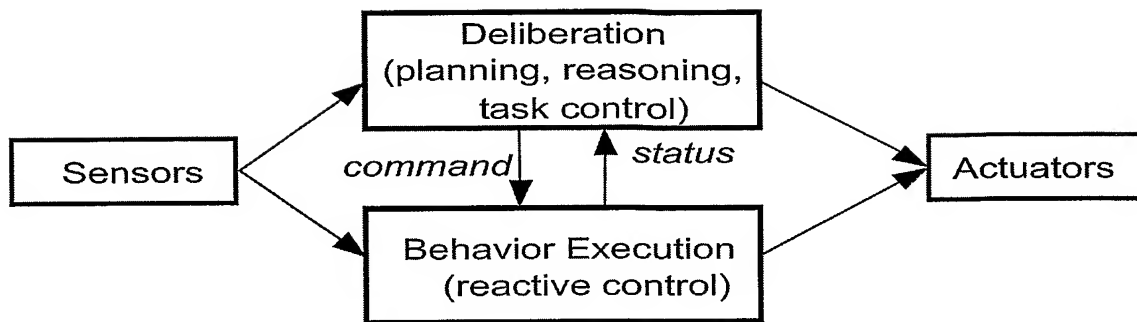 Deliberation
(planning, reasoning,
task control)
command
status
Sensors
Actuators
Behavior Execution
(reactive control)